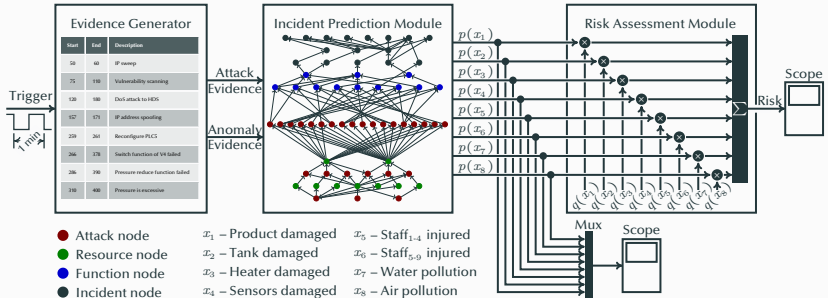 Evidence Generator
Incident Prediction Module
Risk Assessment Module
Start End Description
50 60 IP sweep
75 110 Vulnerability scanning
120 180 DoS attack to HDS
157 171 IP address spoofing
259 261 Reconfigure PLC5
266 378 Switch function of V4 failed
286 390 Pressure reduce function failed
310 408 Pressure is excessive
Trigger
1 min
Attack
Evidence
Anomaly
Evidence
p(x1)
p(x2)
p(x3)
p(x4)
p(x5)
p(x6)
p(x7)
p(x8)
Σ
Risk
Scope
q(x1) q(x2) q(x3) q(x4) q(x5) q(x6) q(x7) q(x8)
Mux
Scope
Attack node
Resource node
Function node
Incident node
x1 – Product damaged
x2 – Tank damaged
x3 – Heater damaged
x4 – Sensors damaged
x5 – Staff1-4 injured
x6 – Staff5-9 injured
x7 – Water pollution
x8 – Air pollution